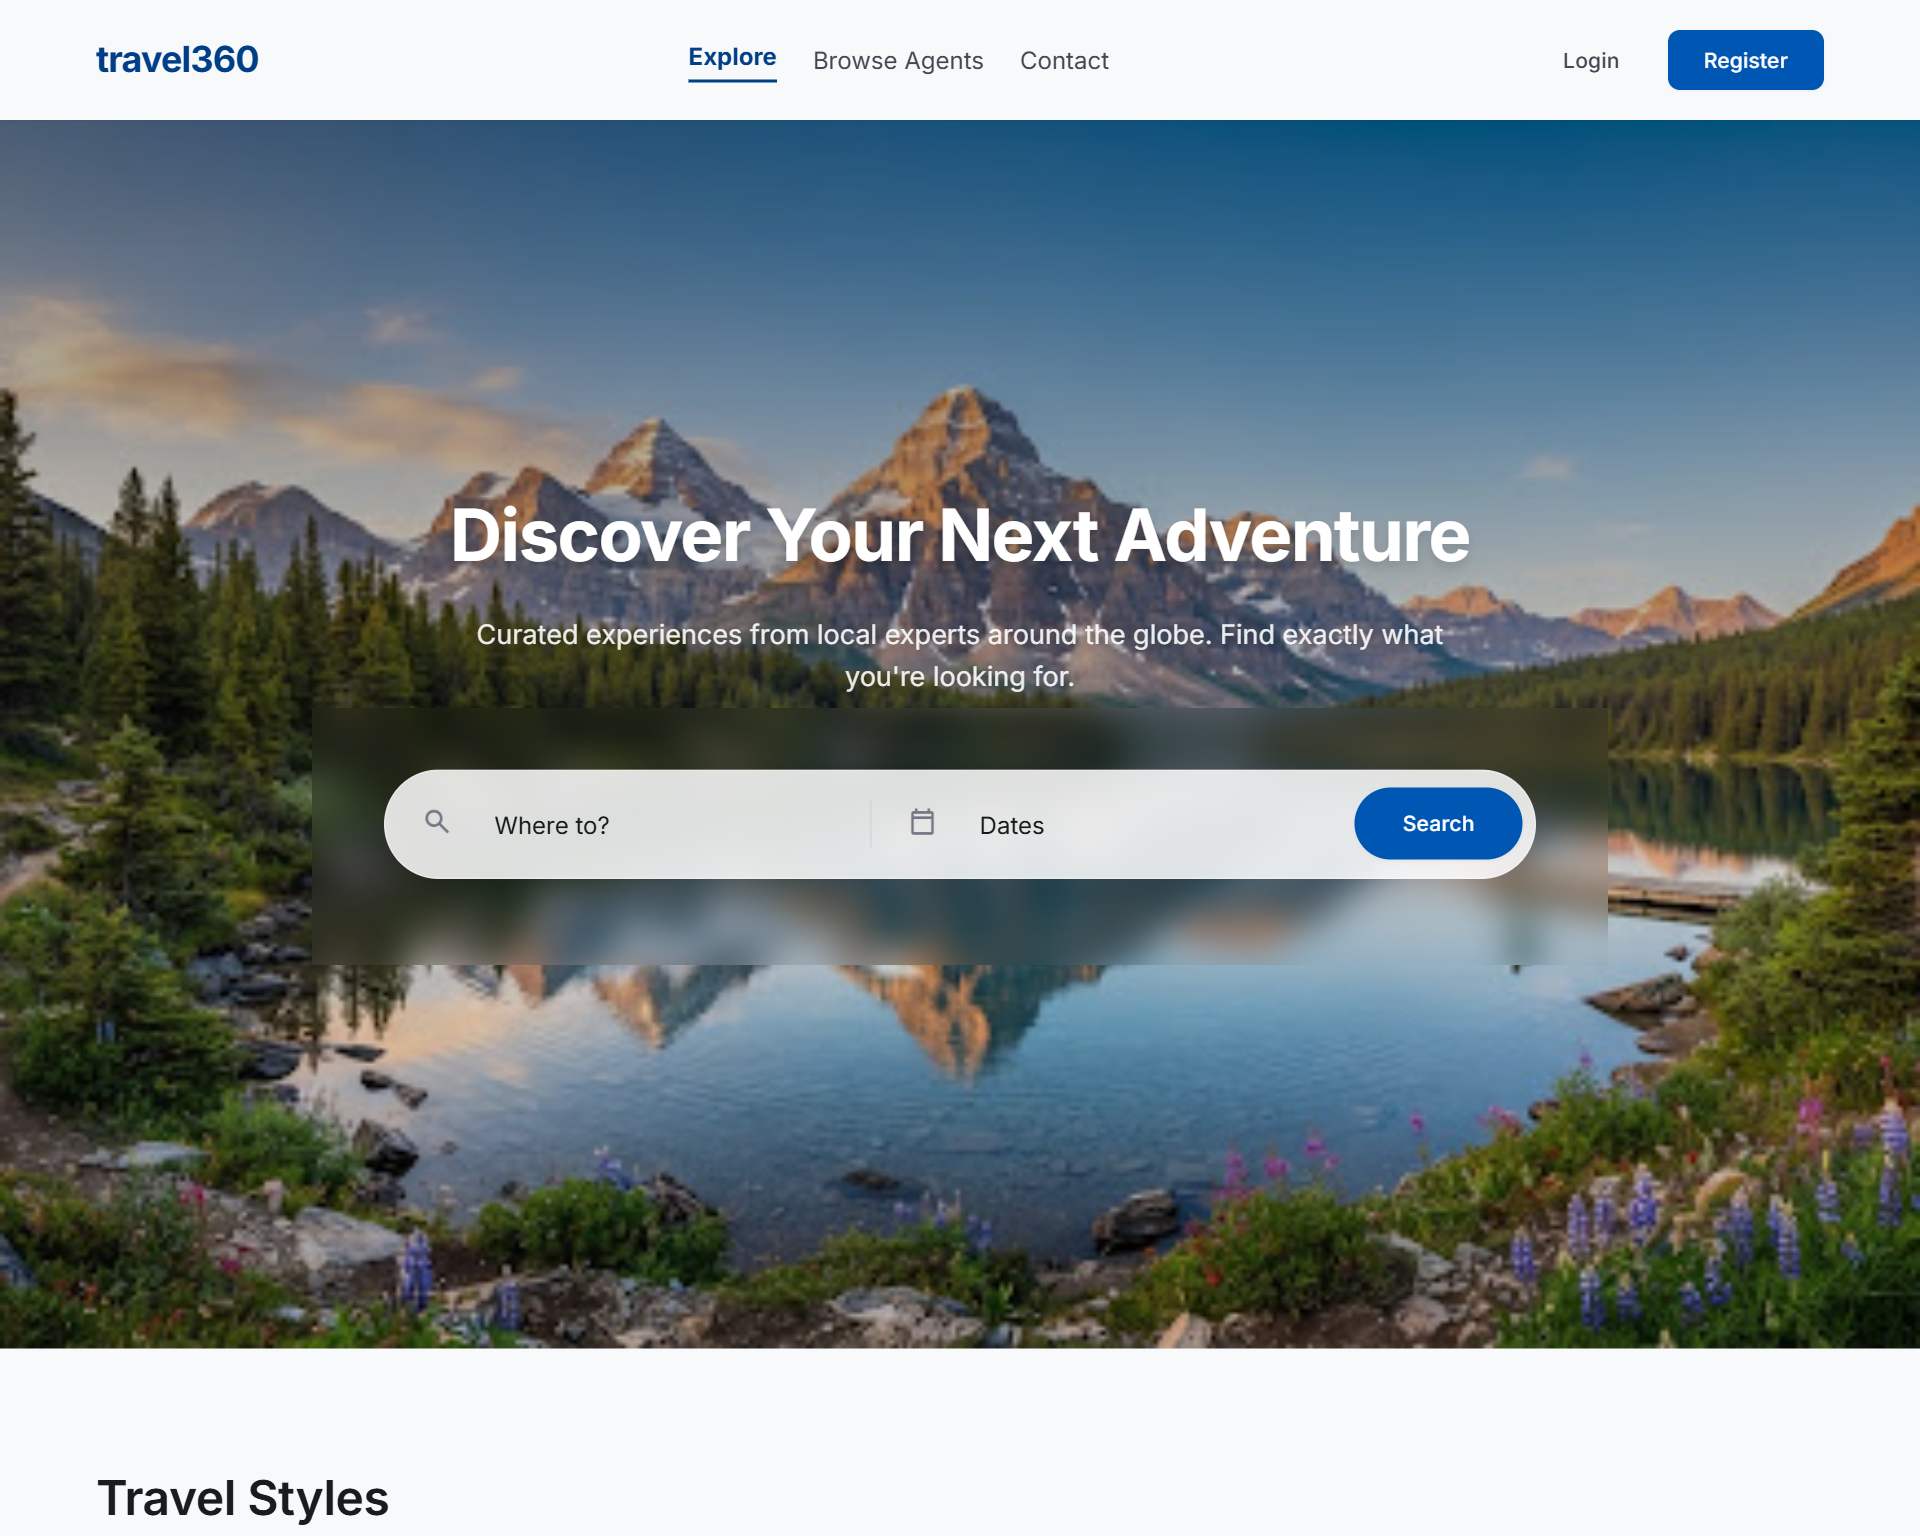 travel360
Explore
Browse Agents
Contact
Login
Register
Discover Your Next Adventure
Curated experiences from local experts around the globe. Find exactly what
you're looking for.
Where to?
Dates
Search
Travel Styles